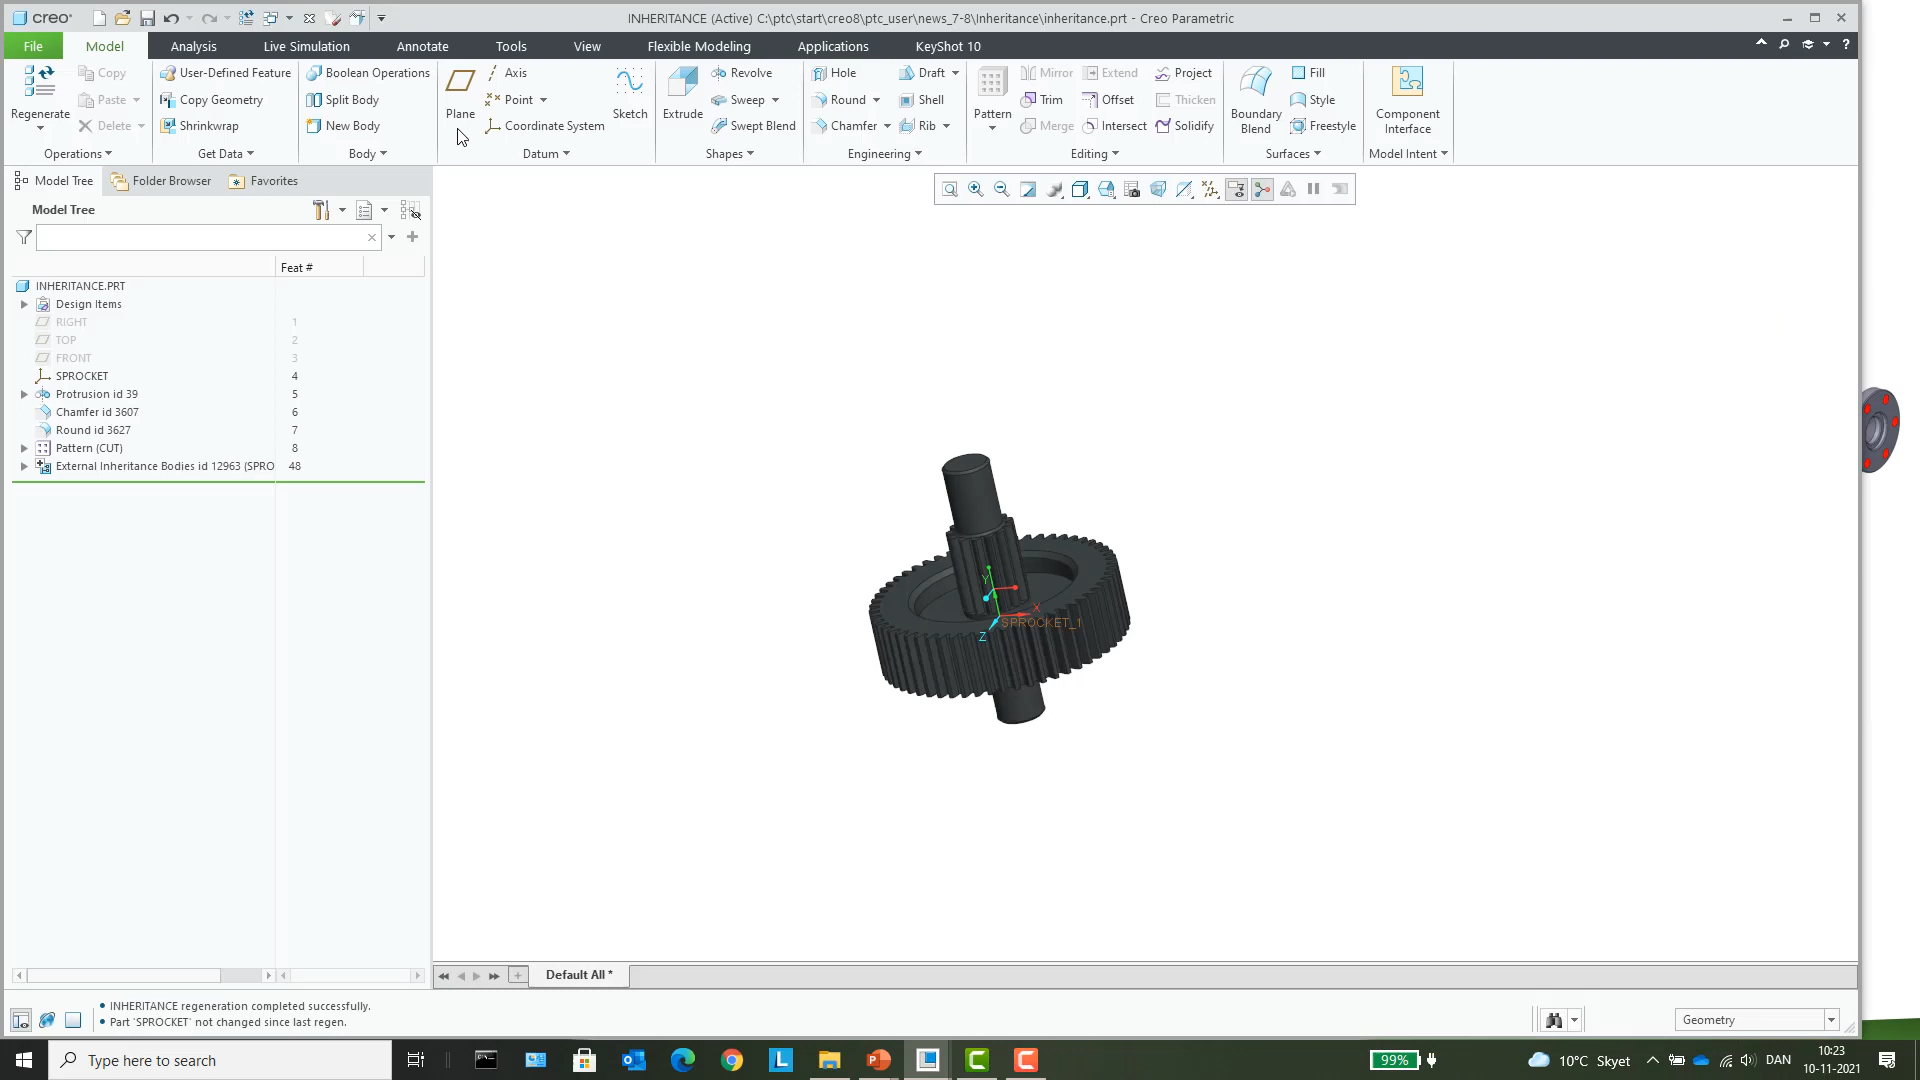 creo
INHERITANCE (Active) C:\ptc\start\creo8\ptc_user\news_7-8\Inheritance\inheritance.prt - Creo Parametric
File Model Analysis Live Simulation Annotate Tools View Flexible Modeling Applications KeyShot 10
Regenerate Copy Paste Delete
Operations
User-Defined Feature
Copy Geometry
Shrinkwrap
Get Data
Boolean Operations
Split Body
New Body
Body
Plane
Axis
Point
Coordinate System
Sketch
Datum
Extrude
Revolve
Sweep
Swept Blend
Shapes
Hole Draft
Round Shell
Chamfer Rib
Engineering
Pattern
Mirror Extend Project
Trim Offset Thicken
Merge Intersect Solidify
Editing
Boundary Blend
Fill
Style
Freestyle
Surfaces
Component Interface
Model Intent
Model Tree Folder Browser Favorites
Model Tree
Feat #
INHERITANCE.PRT
Design Items
RIGHT 1
TOP 2
FRONT 3
SPROCKET 4
Protrusion id 39 5
Chamfer id 3607 6
Round id 3627 7
Pattern (CUT) 8
External Inheritance Bodies id 12963 (SPRO 48
Y
X
SPROCKET_1
Z
Default All *
INHERITANCE regeneration completed successfully.
Part 'SPROCKET' not changed since last regen.
Geometry
Type here to search
99%
10°C Skyet
DAN
10:23
10-11-2021